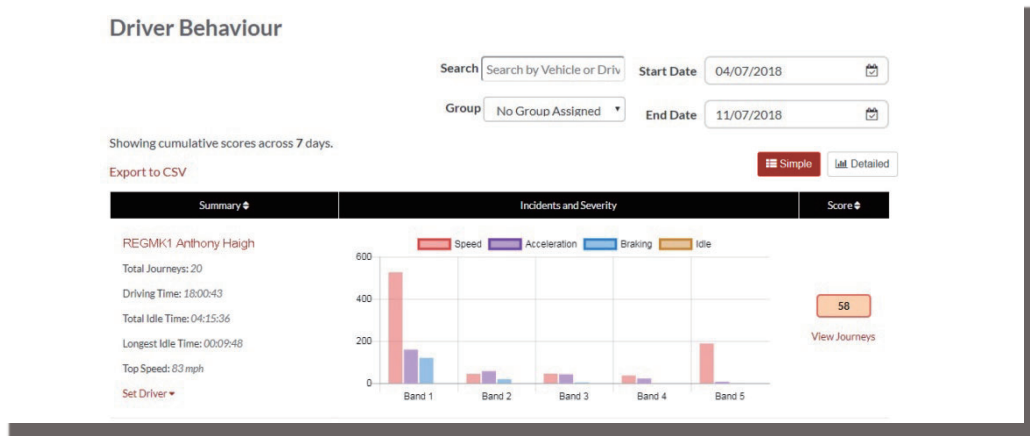 Driver Behaviour
Search Search by Vehicle or Driv Start Date 04/07/2018
Group No Group Assigned End Date 11/07/2018
Showing cumulative scores across 7 days.
Export to CSV
Simple Detailed
Summary Incidents and Severity Score
REGMK1 Anthony Haigh
Total Journeys: 20
Driving Time: 18:00:43
Total Idle Time: 04:15:36
Longest Idle Time: 00:09:48
Top Speed: 83 mph
Set Driver
Speed Acceleration Braking Idle
600
400
200
0
Band 1 Band 2 Band 3 Band 4 Band 5
58
View Journeys